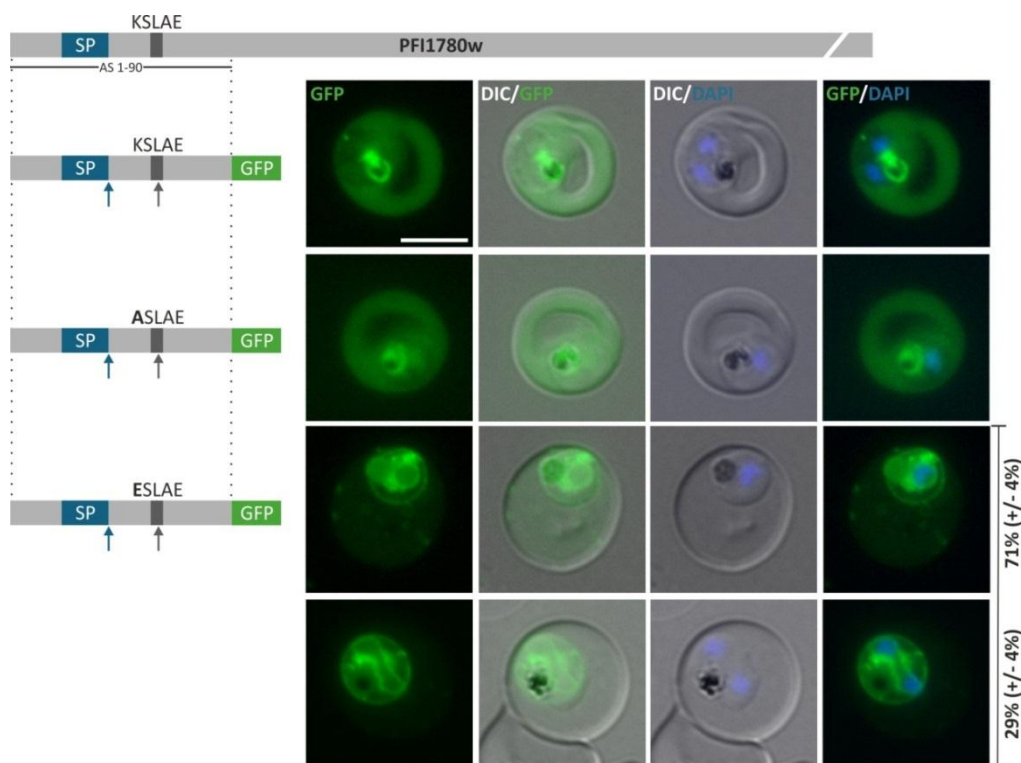 KSLAE
SP
PFI1780w
AS 1-90
GFP
DIC/GFP
DIC/DAPI
GFP/DAPI
KSLAE
SP
GFP
ASLAE
SP
GFP
ESLAE
SP
GFP
71% (+/- 4%)
29% (+/- 4%)